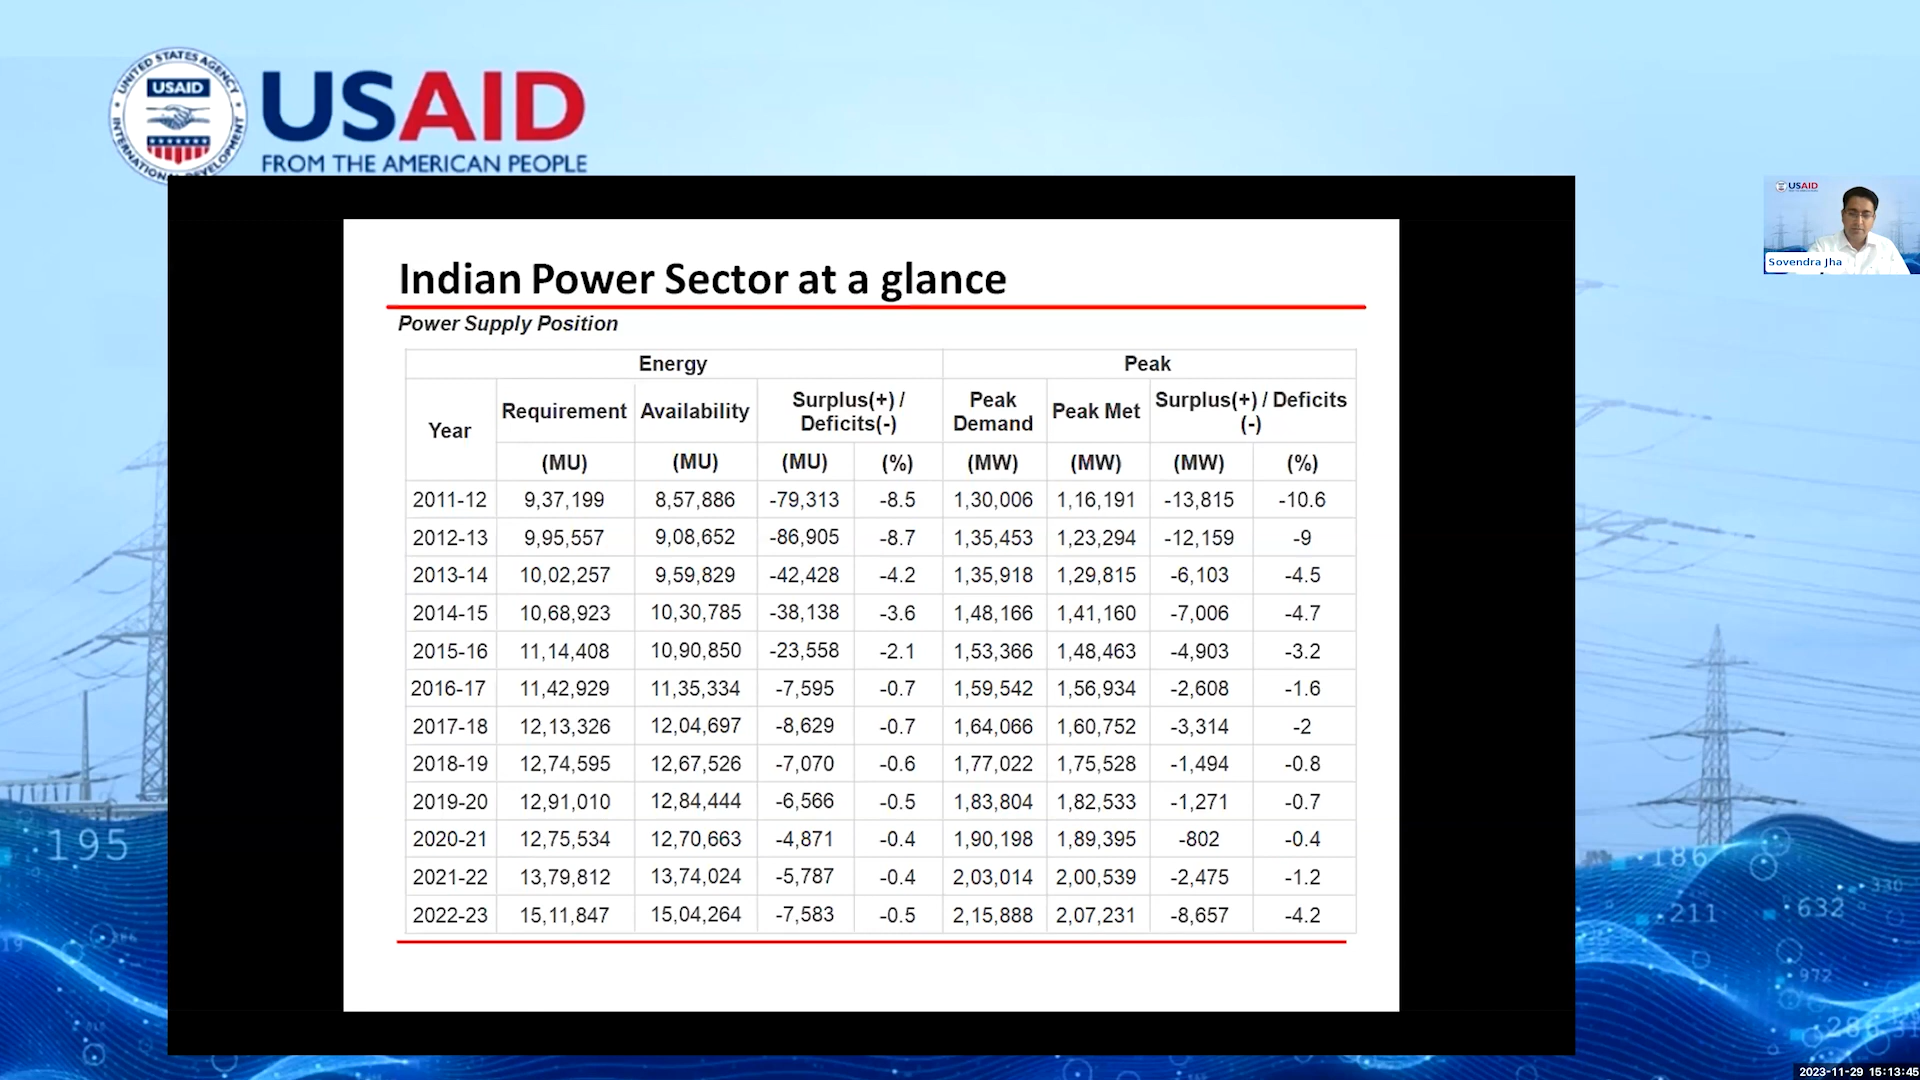 UNITED STATES AGENCY
INTERNATIONAL DEVELOPMENT
USAID
USAID
FROM THE AMERICAN PEOPLE
USAID
Sovendra Jha
Indian Power Sector at a glance
Power Supply Position
Energy Peak
Year Requirement Availability Surplus(+) / Deficits(-) Peak Demand Peak Met Surplus(+) / Deficits (-)
(MU) (MU) (MU) (%) (MW) (MW) (MW) (%)
2011-12 9,37,199 8,57,886 -79,313 -8.5 1,30,006 1,16,191 -13,815 -10.6
2012-13 9,95,557 9,08,652 -86,905 -8.7 1,35,453 1,23,294 -12,159 -9
2013-14 10,02,257 9,59,829 -42,428 -4.2 1,35,918 1,29,815 -6,103 -4.5
2014-15 10,68,923 10,30,785 -38,138 -3.6 1,48,166 1,41,160 -7,006 -4.7
2015-16 11,14,408 10,90,850 -23,558 -2.1 1,53,366 1,48,463 -4,903 -3.2
2016-17 11,42,929 11,35,334 -7,595 -0.7 1,59,542 1,56,934 -2,608 -1.6
2017-18 12,13,326 12,04,697 -8,629 -0.7 1,64,066 1,60,752 -3,314 -2
2018-19 12,74,595 12,67,526 -7,070 -0.6 1,77,022 1,75,528 -1,494 -0.8
2019-20 12,91,010 12,84,444 -6,566 -0.5 1,83,804 1,82,533 -1,271 -0.7
2020-21 12,75,534 12,70,663 -4,871 -0.4 1,90,198 1,89,395 -802 -0.4
2021-22 13,79,812 13,74,024 -5,787 -0.4 2,03,014 2,00,539 -2,475 -1.2
2022-23 15,11,847 15,04,264 -7,583 -0.5 2,15,888 2,07,231 -8,657 -4.2
195
186
330
211
632
972
2023-11-29 15:13:45